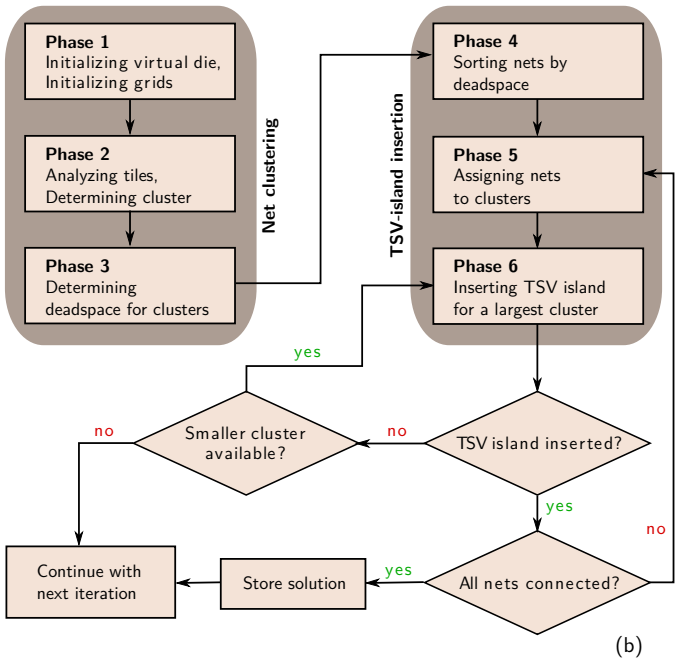 Phase 1
Initializing virtual die,
Initializing grids
Phase 2
Analyzing tiles,
Determining cluster
Phase 3
Determining
deadspace for clusters
Net clustering
TSV-island insertion
Phase 4
Sorting nets by
deadspace
Phase 5
Assigning nets
to clusters
Phase 6
Inserting TSV island
for a largest cluster
yes
no
Smaller cluster
available?
no
TSV island inserted?
yes
no
Continue with
next iteration
Store solution
yes
All nets connected?
(b)